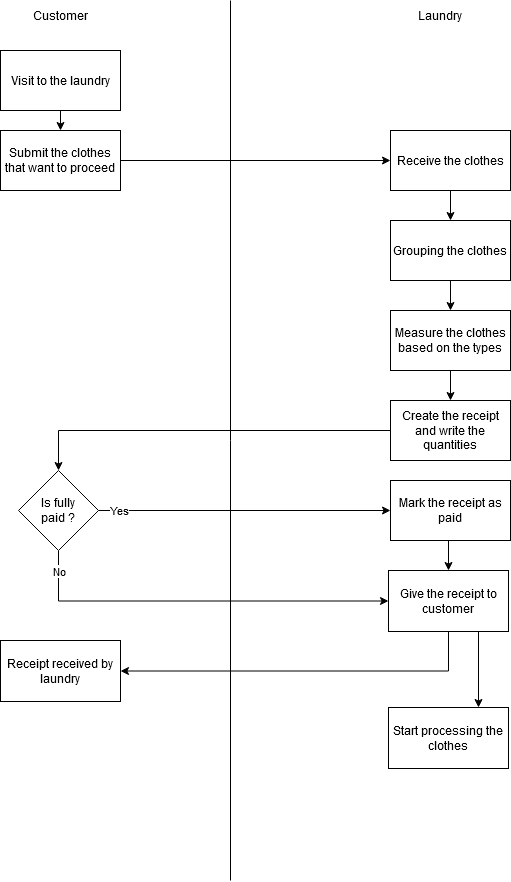 Customer
Laundry
Visit to the laundry
Submit the clothes
that want to proceed
Receive the clothes
Grouping the clothes
Measure the clothes
based on the types
Create the receipt
and write the
quantities
Is fully
paid ?
Yes
Mark the receipt as
paid
No
Give the receipt to
customer
Receipt received by
laundry
Start processing the
clothes